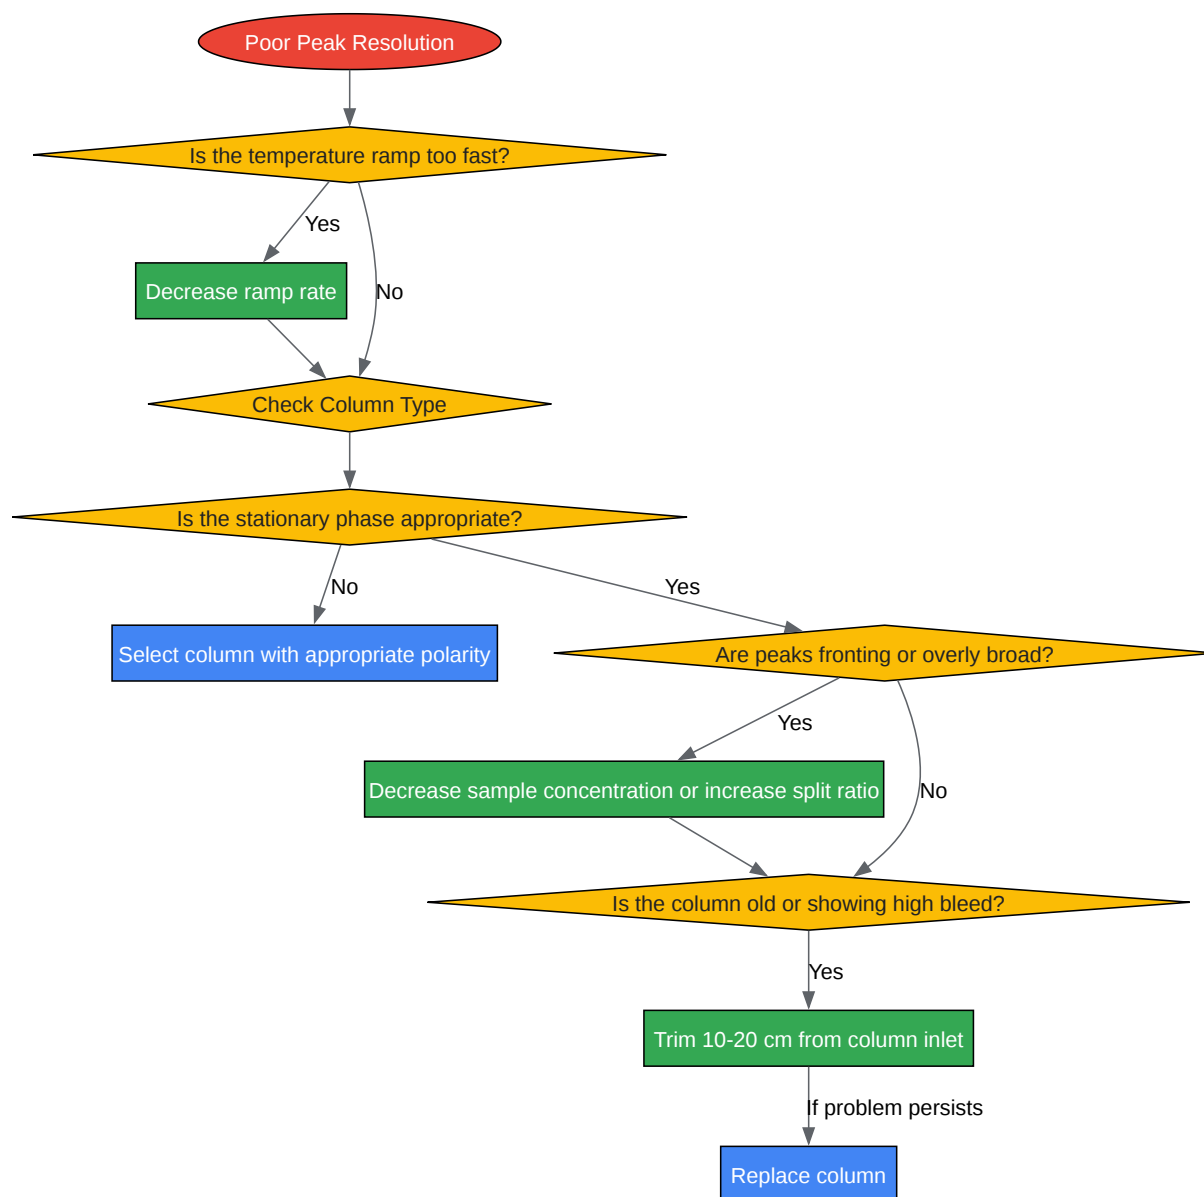 Poor Peak Resolution
Is the temperature ramp too fast?
Yes
Decrease ramp rate
No
Check Column Type
Is the stationary phase appropriate?
No
Yes
Select column with appropriate polarity
Are peaks fronting or overly broad?
Yes
Decrease sample concentration or increase split ratio
No
Is the column old or showing high bleed?
Yes
Trim 10-20 cm from column inlet
If problem persists
Replace column